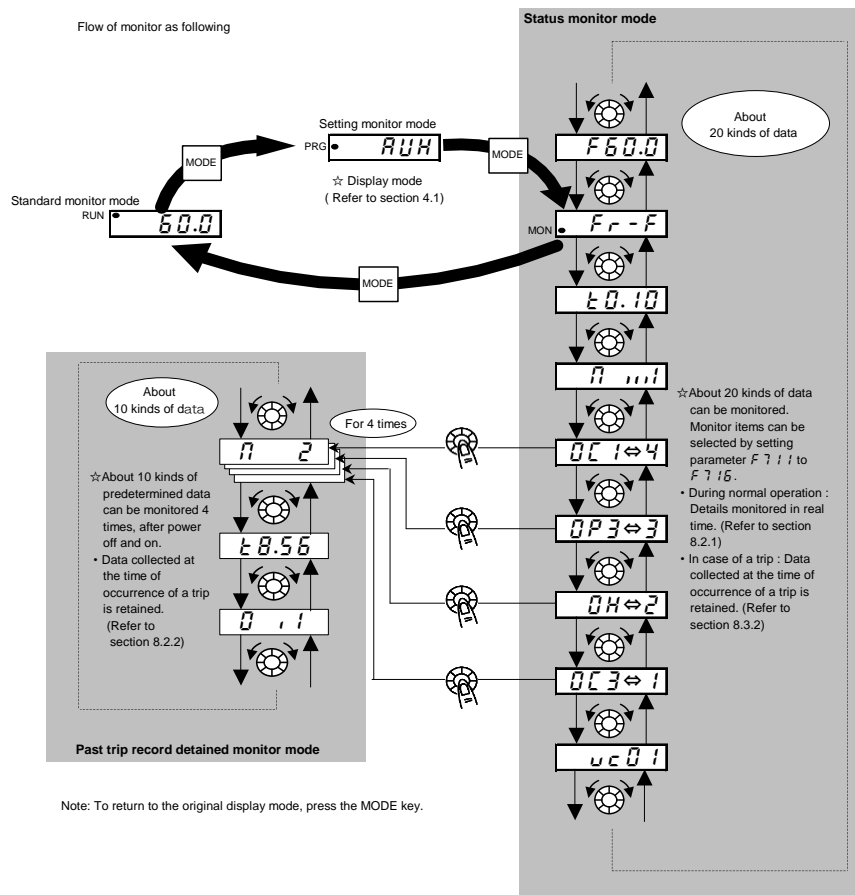 Flow of monitor as following
Status monitor mode
About
20 kinds of data
Setting monitor mode
PRG
AUH
MODE
MODE
☆ Display mode
( Refer to section 4.1)
Standard monitor mode
RUN
60.0
MODE
F60.0
MON
Fr-F
t0.10
☆About 20 kinds of data
can be monitored.
Monitor items can be
selected by setting
parameter F711 to
F716.
• During normal operation :
Details monitored in real
time. (Refer to section
8.2.1)
• In case of a trip : Data
collected at the time of
occurrence of a trip is
retained. (Refer to
section 8.3.2)
OC1⇔4
OP3⇔3
OH⇔2
OC3⇔1
uc01
About
10 kinds of data
For 4 times
n 2
☆About 10 kinds of
predetermined data
can be monitored 4
times, after power
off and on.
• Data collected at
the time of
occurrence of a trip
is retained.
(Refer to
section 8.2.2)
t8.56
Past trip record detained monitor mode
Note: To return to the original display mode, press the MODE key.